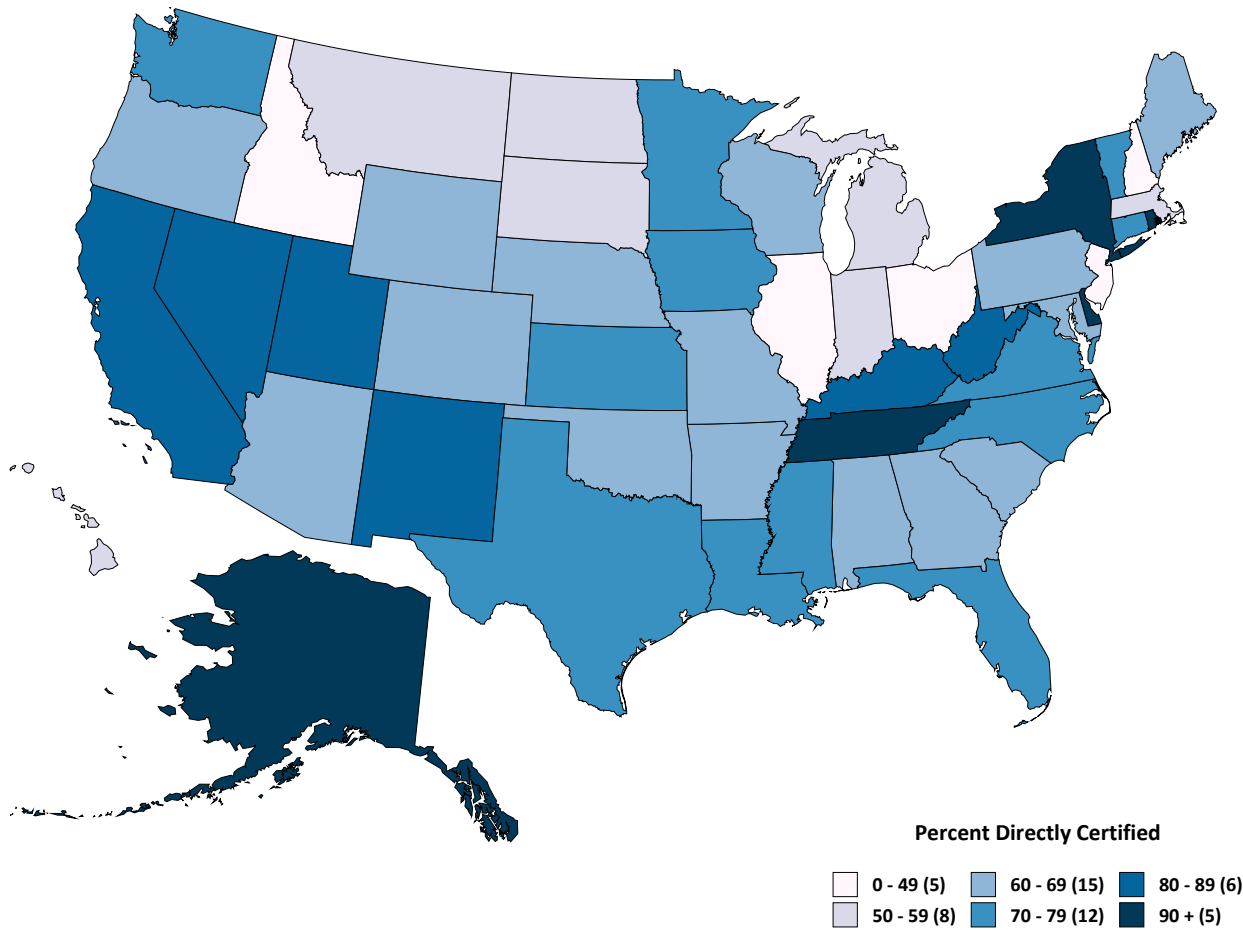 Percent Directly Certified
0 - 49 (5) 60 - 69 (15) 80 - 89 (6)
50 - 59 (8) 70 - 79 (12) 90 + (5)